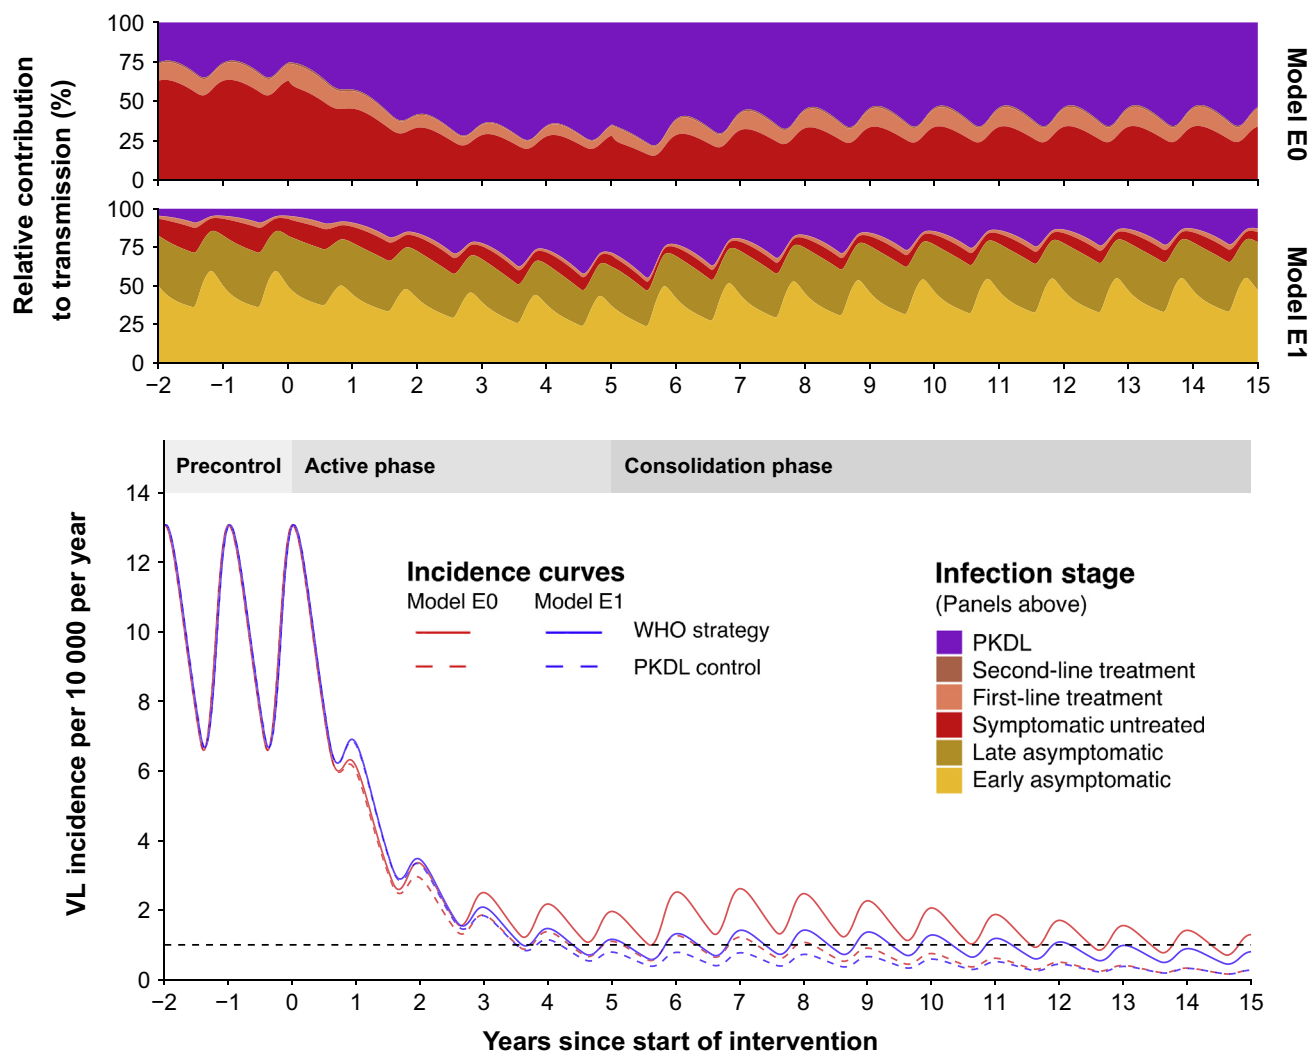 Relative contribution
to transmission (%)
100
75
50
25
0
Model E0
100
75
50
25
0
Model E1
−2 −1 0 1 2 3 4 5 6 7 8 9 10 11 12 13 14 15
Precontrol Active phase Consolidation phase
VL incidence per 10 000 per year
14
12
10
8
6
4
2
0
Incidence curves
Model E0 Model E1
WHO strategy
PKDL control
Infection stage
(Panels above)
PKDL
Second-line treatment
First-line treatment
Symptomatic untreated
Late asymptomatic
Early asymptomatic
−2 −1 0 1 2 3 4 5 6 7 8 9 10 11 12 13 14 15
Years since start of intervention